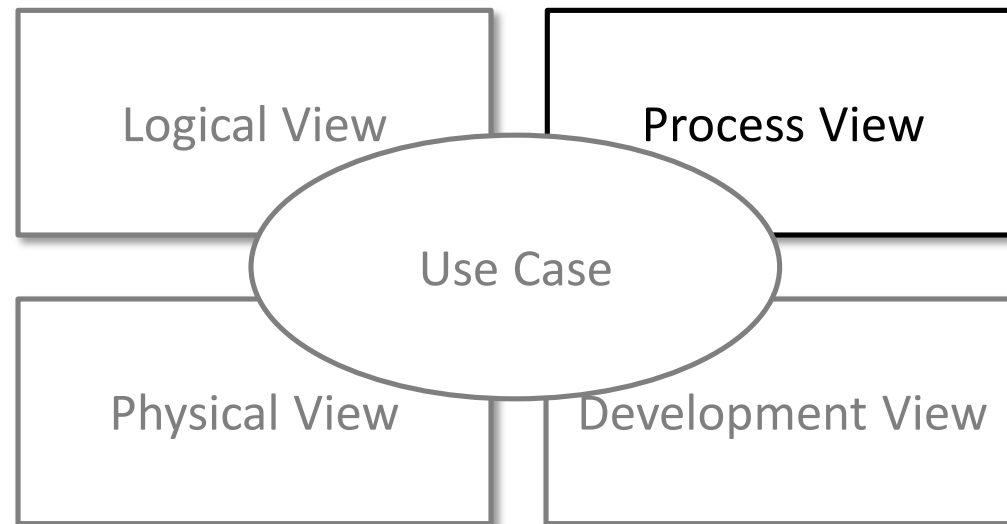 Logical View
Process View
Use Case
Physical View
Development View